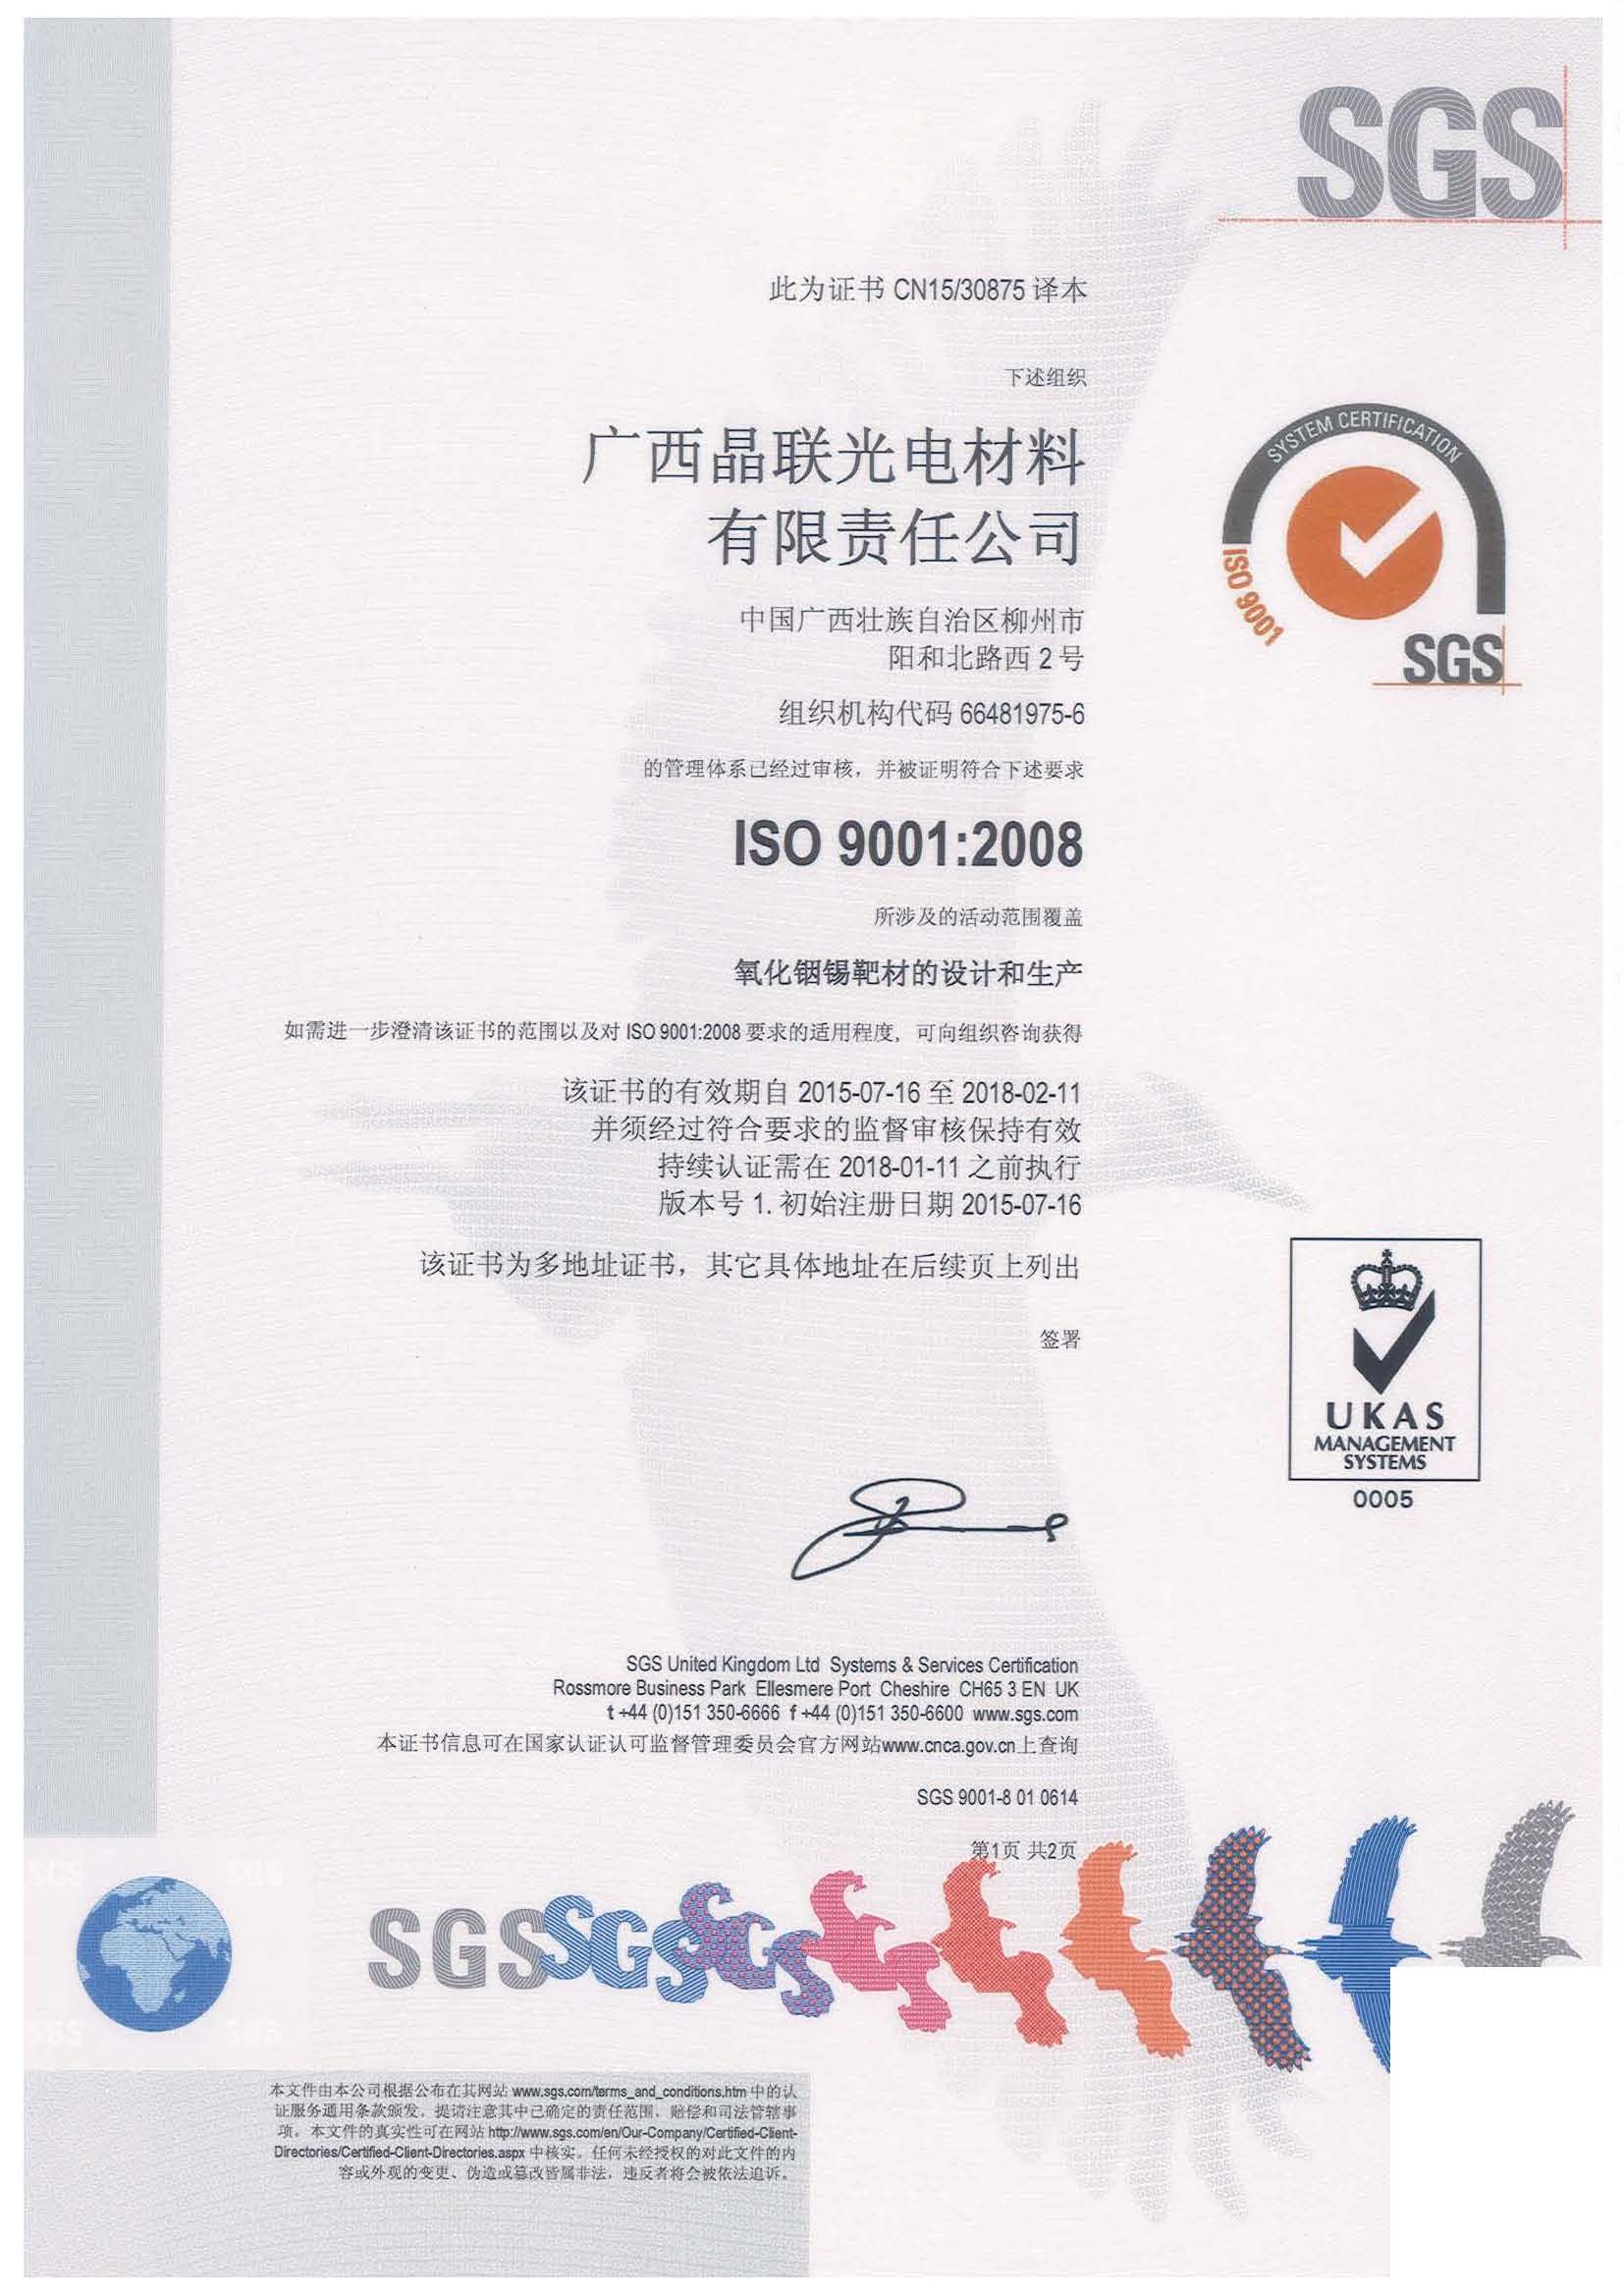 SGS
此为证书 CN15/30875 译本
下述组织
广西晶联光电材料
有限责任公司
SYSTEM CERTIFICATION
ISO 9001
SGS
中国广西壮族自治区柳州市
阳和北路西 2 号
组织机构代码 66481975-6
的管理体系已经过审核，并被证明符合下述要求
ISO 9001:2008
所涉及的活动范围覆盖
氧化铟锡靶材的设计和生产
如需进一步澄清该证书的范围以及对 ISO 9001:2008 要求的适用程度，可向组织咨询获得
该证书的有效期自 2015-07-16 至 2018-02-11
并须经过符合要求的监督审核保持有效
持续认证需在 2018-01-11 之前执行
版本号 1. 初始注册日期 2015-07-16
该证书为多地址证书，其它具体地址在后续页上列出
签署
UKAS
MANAGEMENT
SYSTEMS
0005
SGS United Kingdom Ltd Systems & Services Certification
Rossmore Business Park Ellesmere Port Cheshire CH65 3 EN UK
t +44 (0)151 350-6666 f +44 (0)151 350-6600 www.sgs.com
本证书信息可在国家认证认可监督管理委员会官方网站www.cnca.gov.cn上查询
SGS 9001-8 01 0614
第1页 共2页
SGS SGS SGS
本文件由本公司根据公布在其网站 www.sgs.com/terms_and_conditions.htm 中的认
证服务通用条款颁发，提请注意其中已确定的责任范围、赔偿和司法管辖事
项。本文件的真实性可在网站 http://www.sgs.com/en/Our-Company/Certified-Client-
Directories/Certified-Client-Directories.aspx 中核实。任何未经授权的对此文件的内
容或外观的变更、伪造或篡改皆属非法，违反者将会被依法追诉。